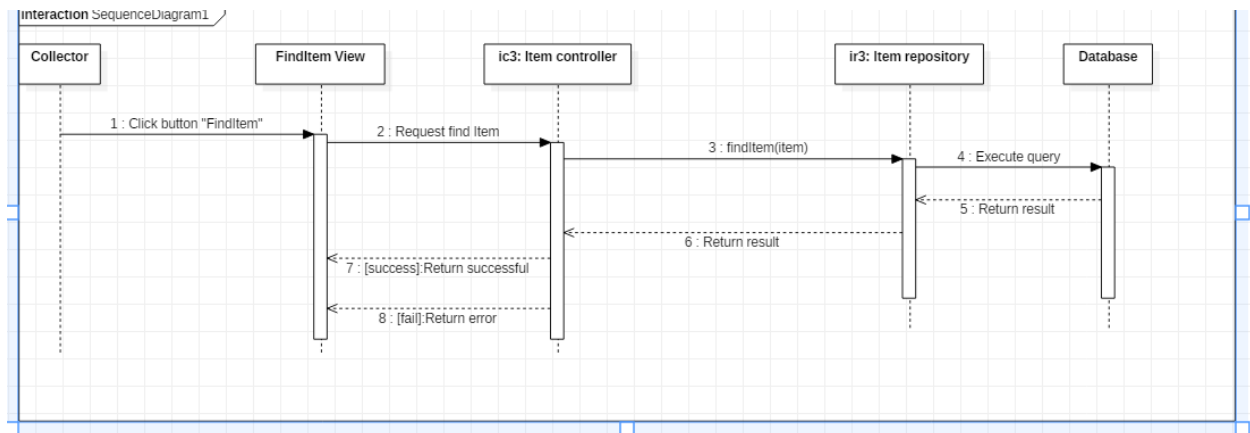 Interaction SequenceDiagram1
Collector
FindItem View
ic3: Item controller
ir3: Item repository
Database
1 : Click button "FindItem"
2 : Request find Item
3 : findItem(item)
4 : Execute query
5 : Return result
6 : Return result
7 : [success]:Return successful
8 : [fail]:Return error